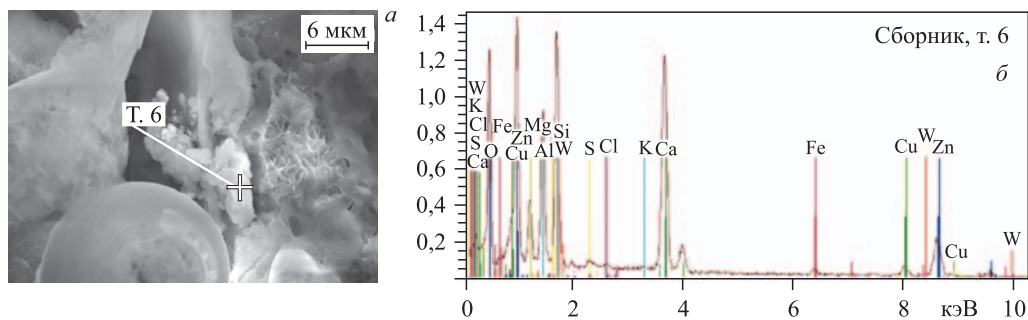 6 мкм
а
Т. 6
1,4
1,2
1,0
0,8
0,6
0,4
0,2
Сборник, т. 6
б
W
K
Cl
S
Ca
O
Fe
Zn
Cu
Mg
Al
Si
W
S
Cl
K
Ca
Fe
Cu
W
Zn
Cu
W
0 2 4 6 8 кэВ 10